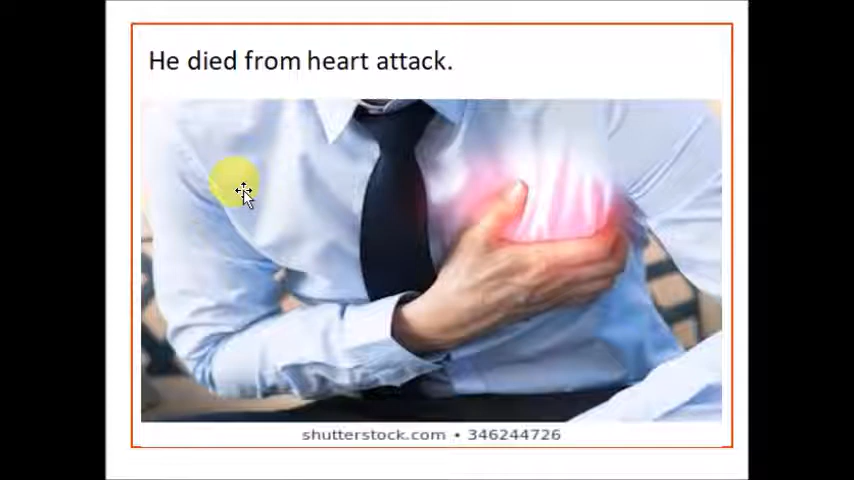 He died from heart attack.
shutterstock.com • 346244726